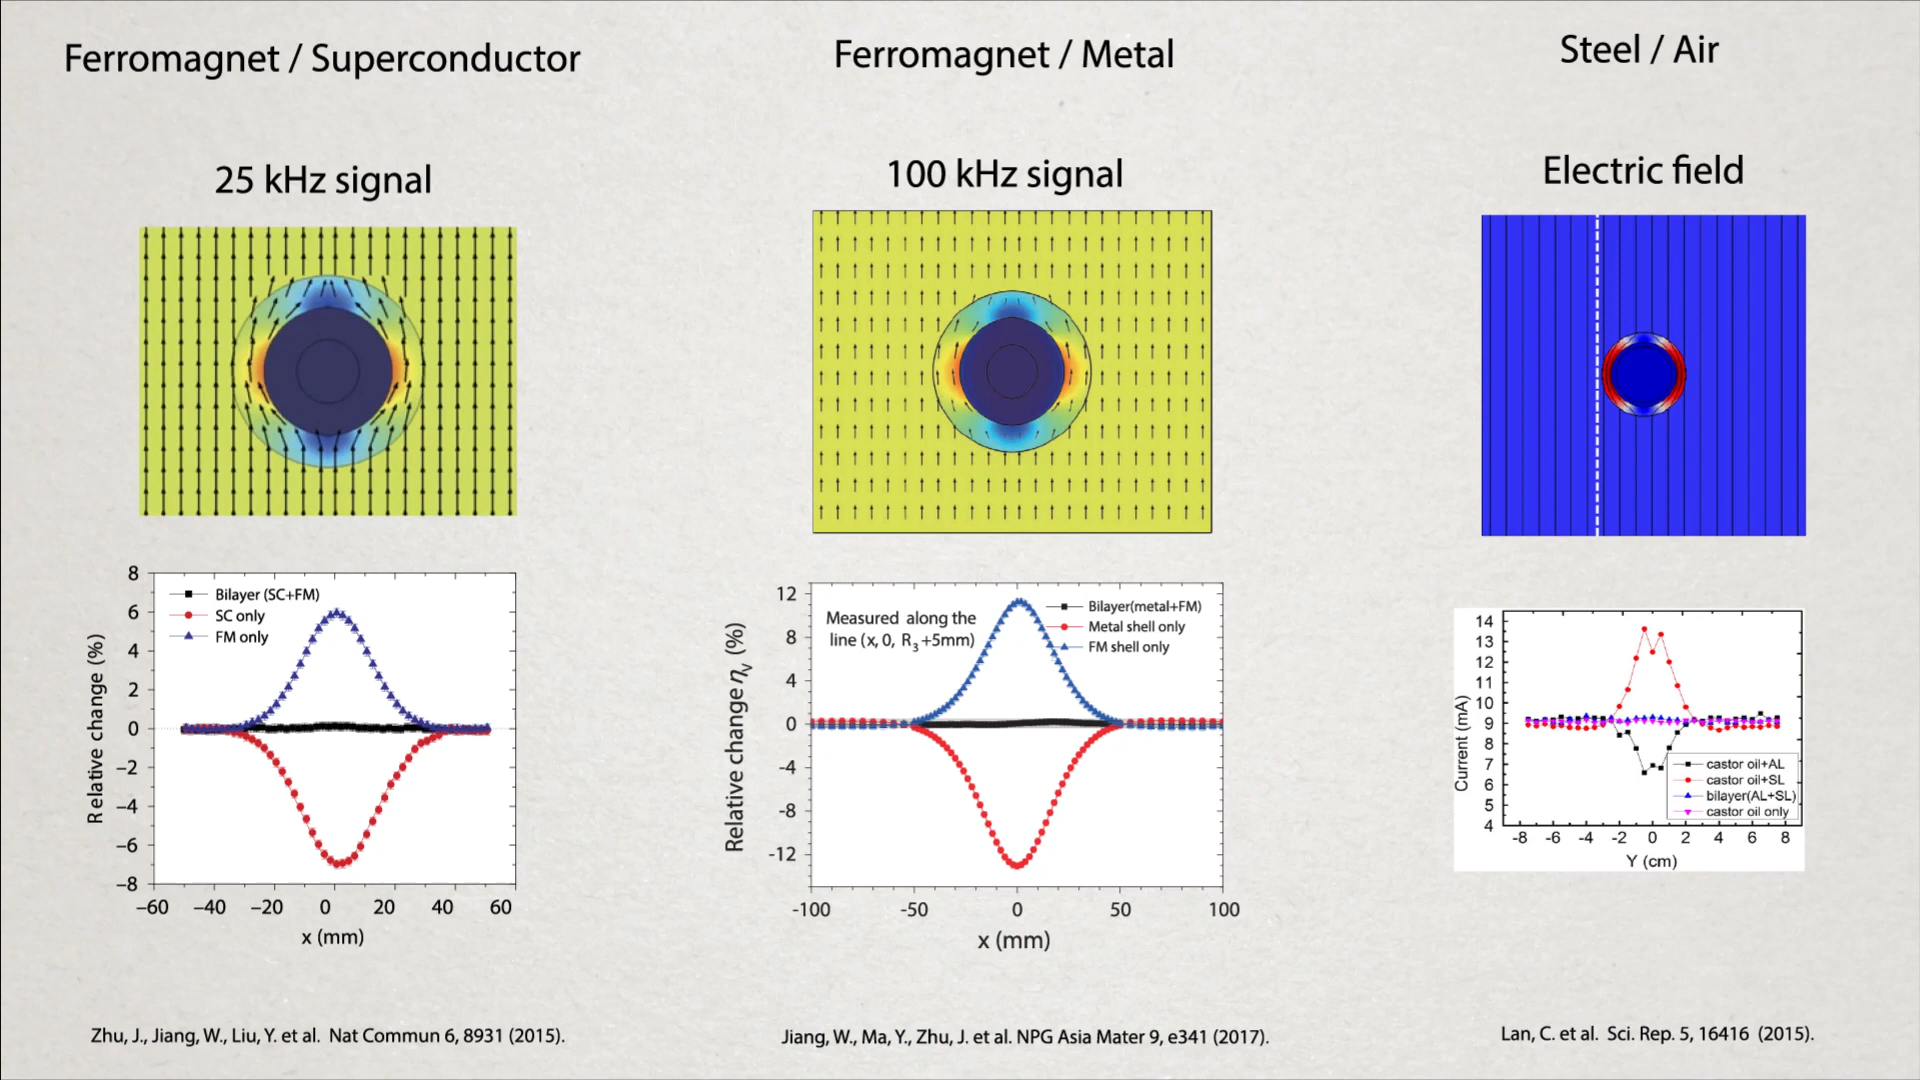 Ferromagnet / Superconductor
25 kHz signal
8
6
4
2
0
−2
−4
−6
−8
Relative change (%)
Bilayer (SC+FM)
SC only
FM only
−60 −40 −20 0 20 40 60
x (mm)
Zhu, J., Jiang, W., Liu, Y. et al. Nat Commun 6, 8931 (2015).
Ferromagnet / Metal
100 kHz signal
12
8
4
0
-4
-8
-12
Relative change ηv (%)
Measured along the
line (x, 0, R3+5mm)
Bilayer(metal+FM)
Metal shell only
FM shell only
-100 -50 0 50 100
x (mm)
Jiang, W., Ma, Y., Zhu, J. et al. NPG Asia Mater 9, e341 (2017).
Steel / Air
Electric field
14
13
12
11
10
9
8
7
6
5
4
Current (mA)
castor oil+AL
castor oil+SL
bilayer(AL+SL)
castor oil only
-8 -6 -4 -2 0 2 4 6 8
Y (cm)
Lan, C. et al. Sci. Rep. 5, 16416 (2015).